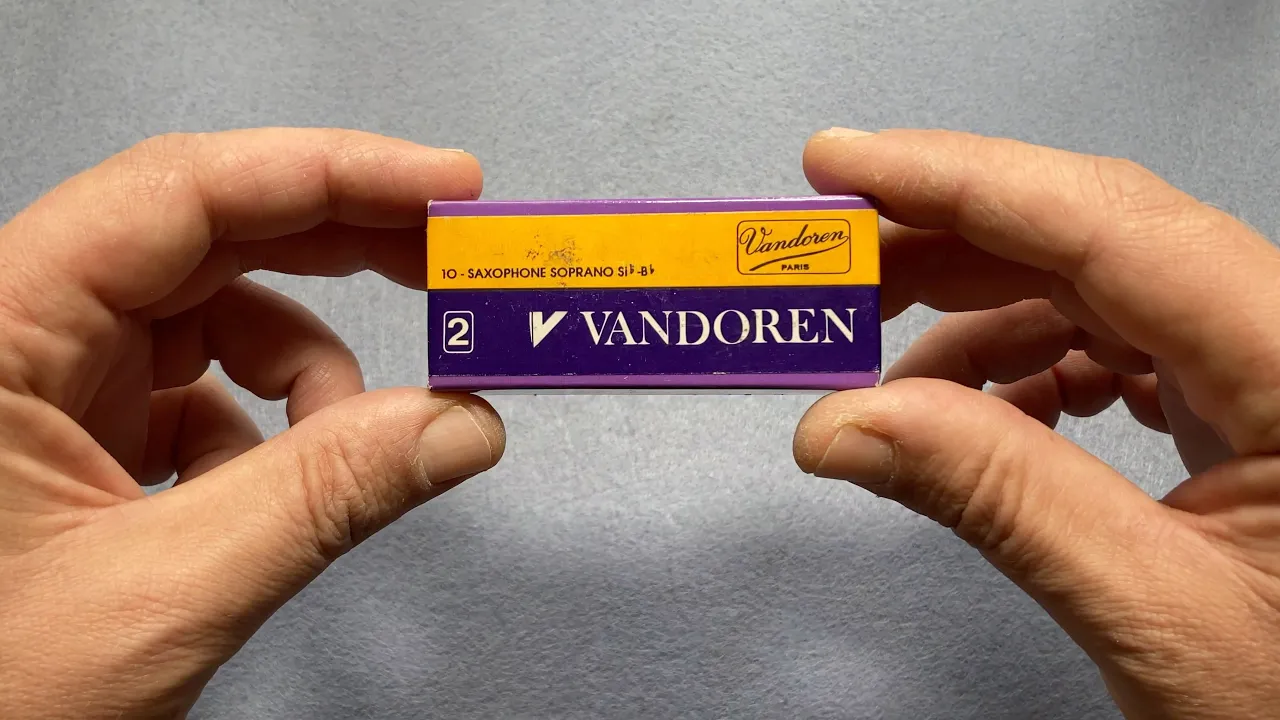 Vandoren
PARIS
10 - SAXOPHONE SOPRANO SI♭-B♭
2 VANDOREN